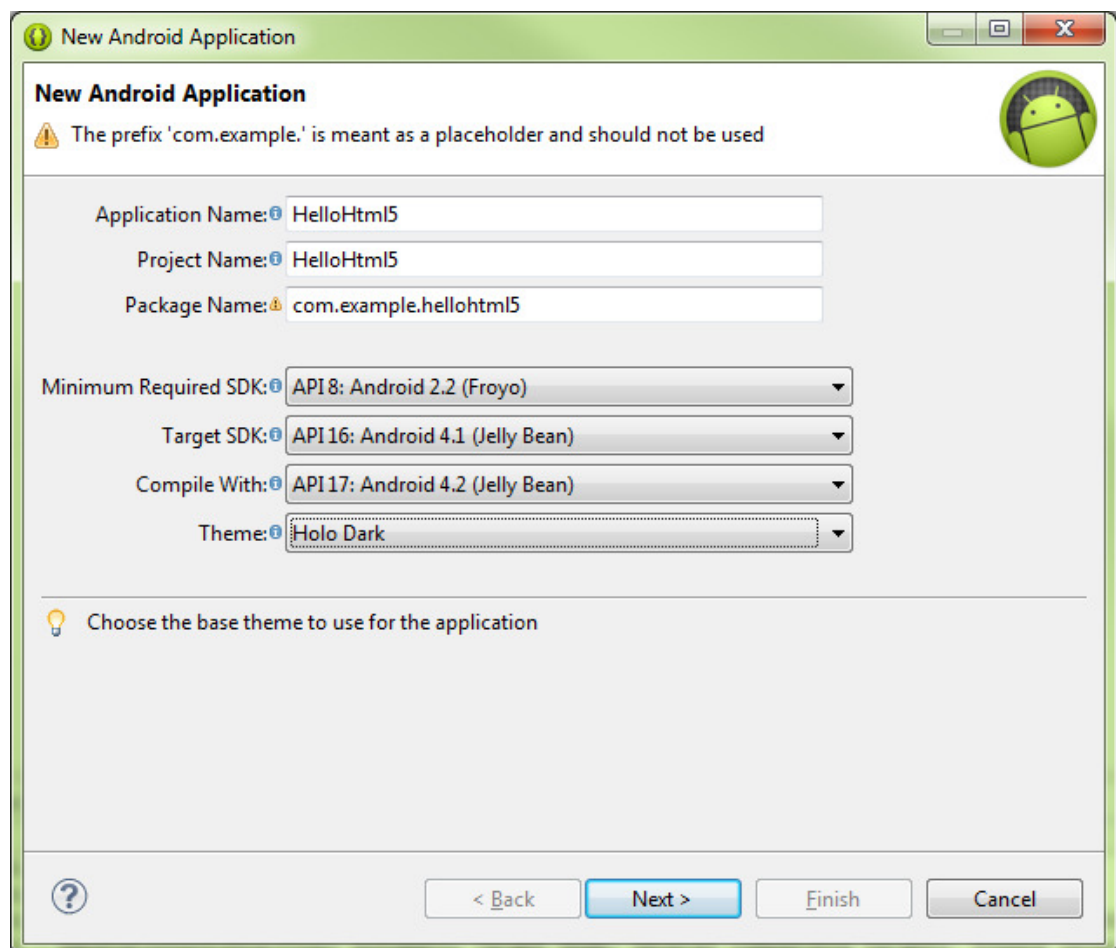 New Android Application
New Android Application
The prefix 'com.example.' is meant as a placeholder and should not be used
Application Name: HelloHtml5
Project Name: HelloHtml5
Package Name: com.example.hellohtml5
Minimum Required SDK: API 8: Android 2.2 (Froyo)
Target SDK: API 16: Android 4.1 (Jelly Bean)
Compile With: API 17: Android 4.2 (Jelly Bean)
Theme: Holo Dark
Choose the base theme to use for the application
? < Back Next > Finish Cancel